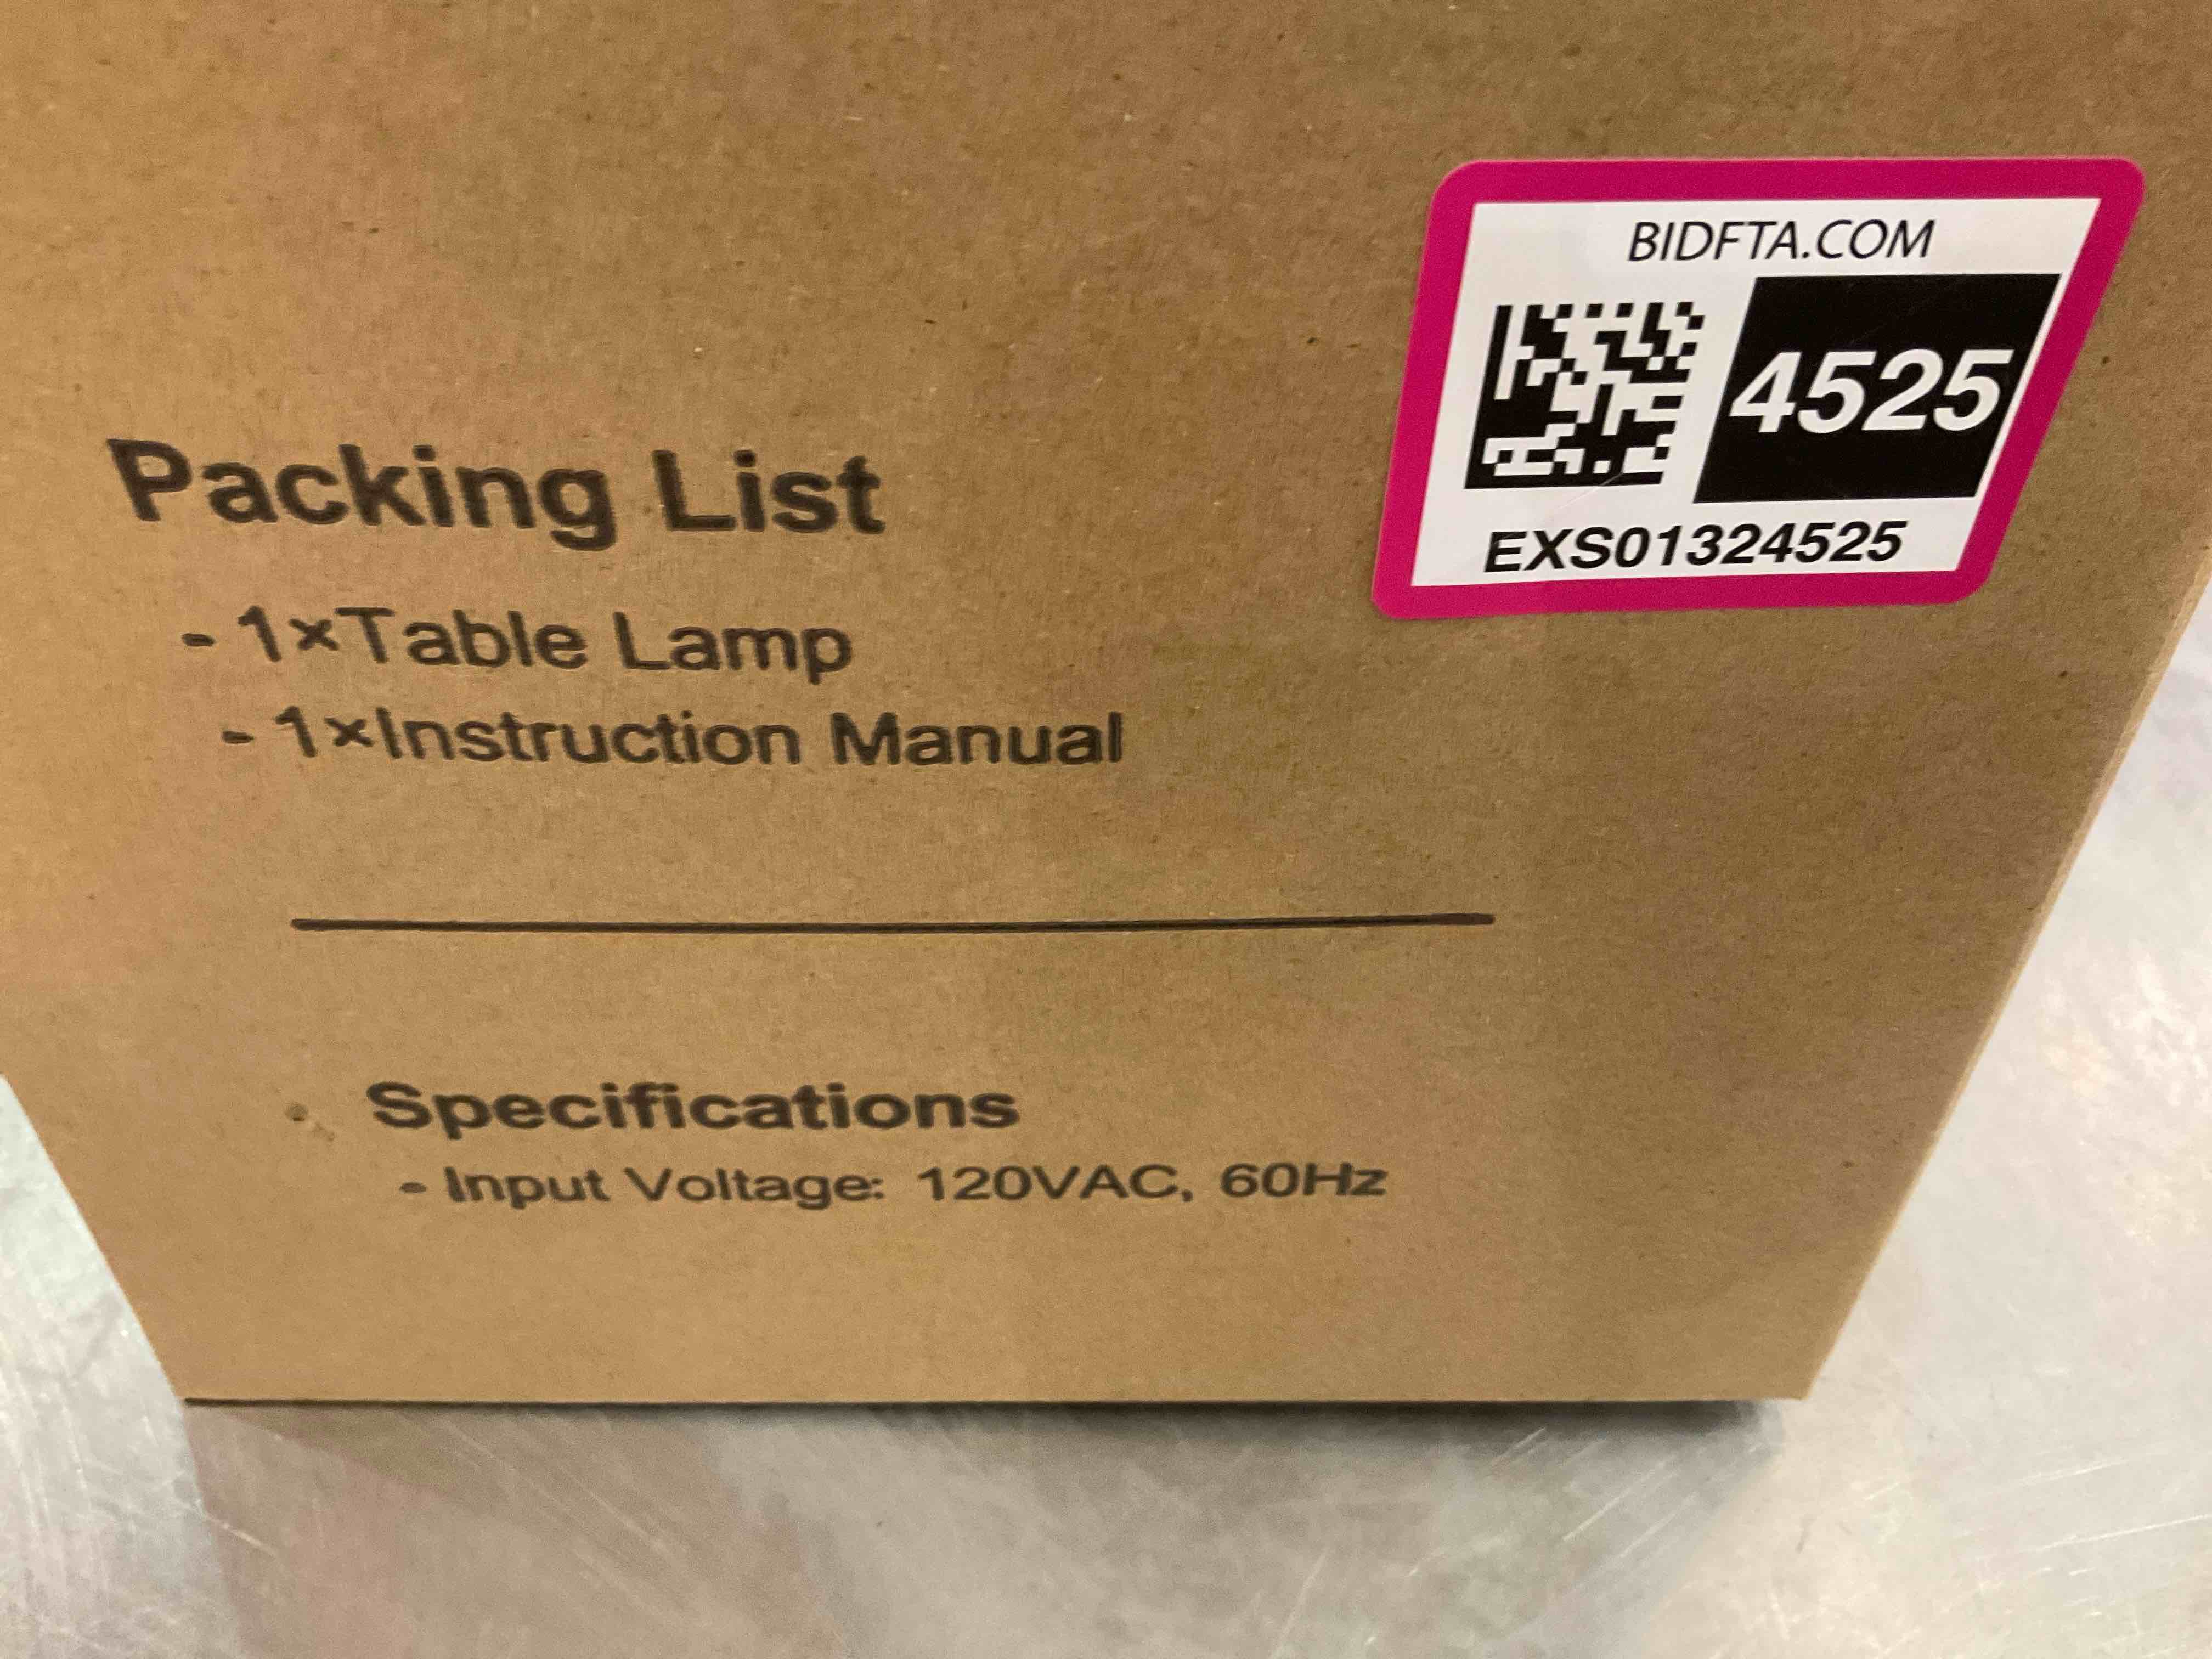 BIDFTA.COM
4525
EXS01324525
Packing List
- 1×Table Lamp
- 1×Instruction Manual
Specifications
- Input Voltage: 120VAC, 60Hz